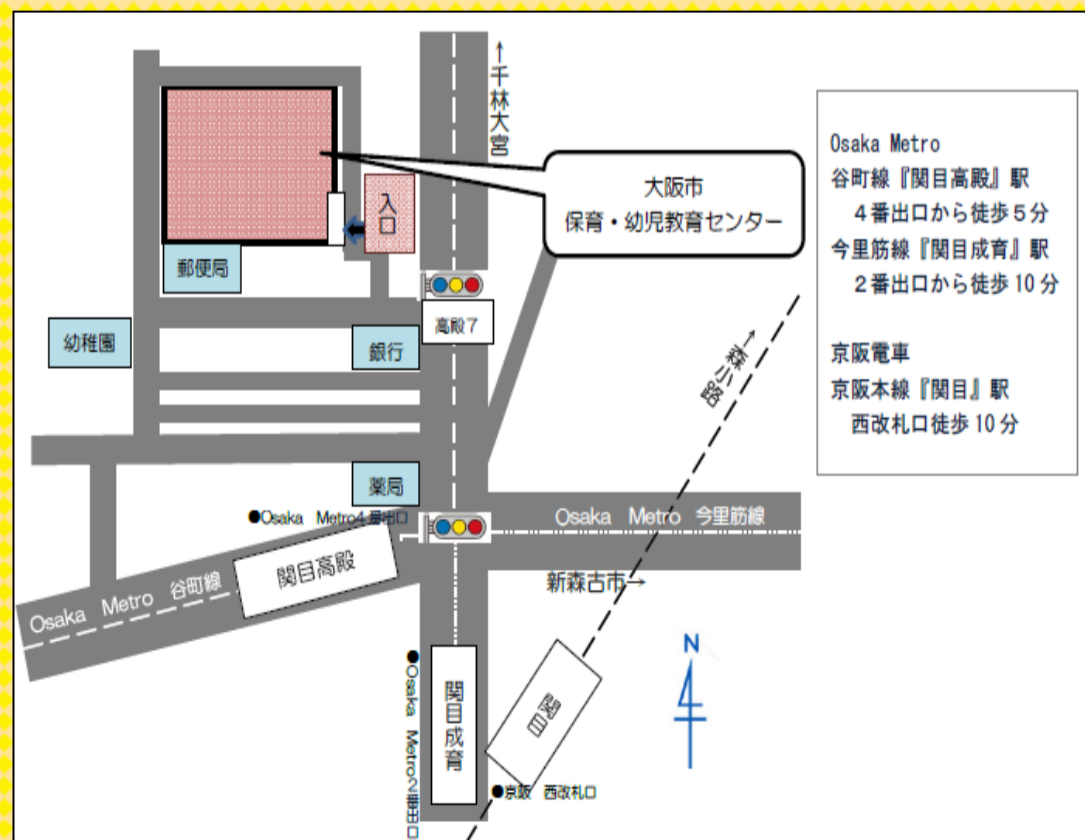 ↑千林大宮
大阪市
保育・幼児教育センター
入口
郵便局
幼稚園
銀行
高殿7
↑森小路
薬局
●Osaka Metro4番出口
関目高殿
Osaka Metro 谷町線
Osaka Metro 今里筋線
新森古市→
関目成育
●Osaka Metro2番出口
関目
●京阪 西改札口
N
Osaka Metro
谷町線『関目高殿』駅
4番出口から徒歩5分
今里筋線『関目成育』駅
2番出口から徒歩10分
京阪電車
京阪本線『関目』駅
西改札口徒歩10分